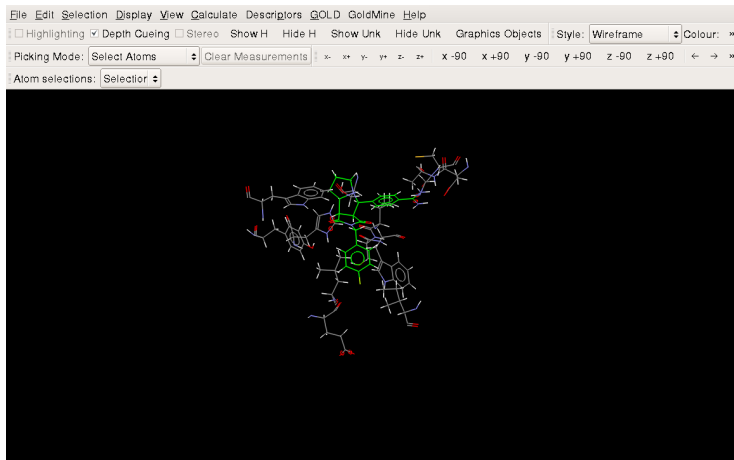 File Edit Selection Display View Calculate Descriptors GOLD GoldMine Help
Highlighting Depth Cueing Stereo Show H Hide H Show Unk Hide Unk Graphics Objects Style: Wireframe Colour: »
Picking Mode: Select Atoms Clear Measurements x- x+ y- y+ z- z+ x -90 x +90 y -90 y +90 z -90 z +90 ← → »
Atom selections: Selection